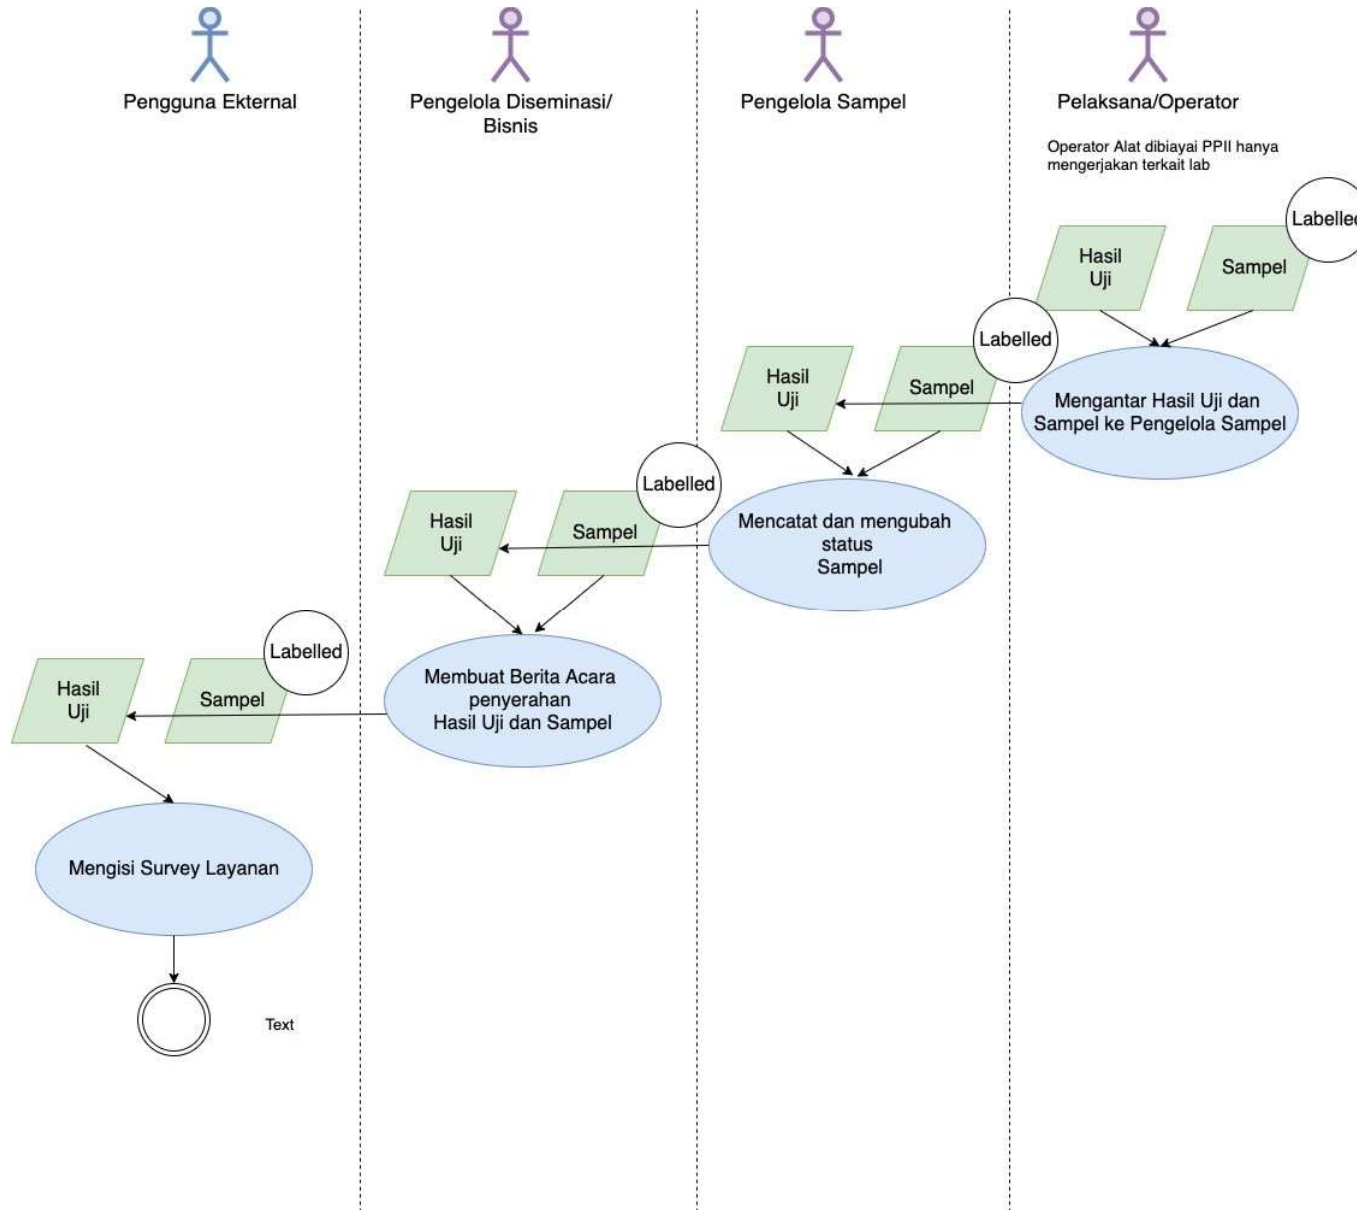 Pengguna Ekternal
Pengelola Diseminasi/
Bisnis
Pengelola Sampel
Pelaksana/Operator
Operator Alat dibiayai PPII hanya
mengerjakan terkait lab
Labelled
Hasil
Uji
Sampel
Mengantar Hasil Uji dan
Sampel ke Pengelola Sampel
Labelled
Hasil
Uji
Sampel
Mencatat dan mengubah
status
Sampel
Labelled
Hasil
Uji
Sampel
Membuat Berita Acara
penyerahan
Hasil Uji dan Sampel
Labelled
Hasil
Uji
Sampel
Mengisi Survey Layanan
Text